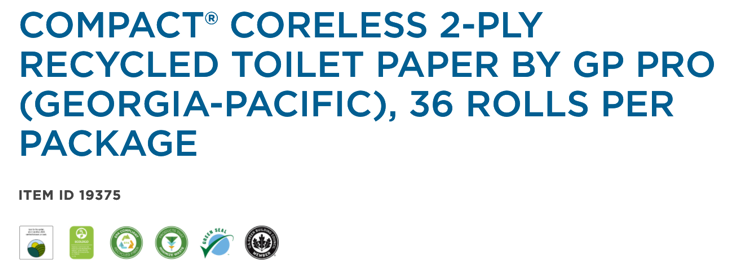 COMPACT® CORELESS 2-PLY
RECYCLED TOILET PAPER BY GP PRO
(GEORGIA-PACIFIC), 36 ROLLS PER
PACKAGE
ITEM ID 19375
GREEN SEAL
MEMBER